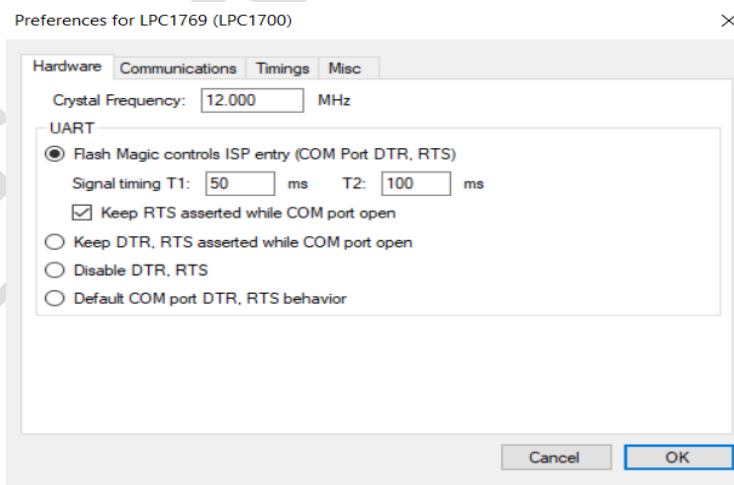 Preferences for LPC1769 (LPC1700)
Hardware Communications Timings Misc
Crystal Frequency: 12.000 MHz
UART
Flash Magic controls ISP entry (COM Port DTR, RTS)
Signal timing T1: 50 ms T2: 100 ms
Keep RTS asserted while COM port open
Keep DTR, RTS asserted while COM port open
Disable DTR, RTS
Default COM port DTR, RTS behavior
Cancel OK